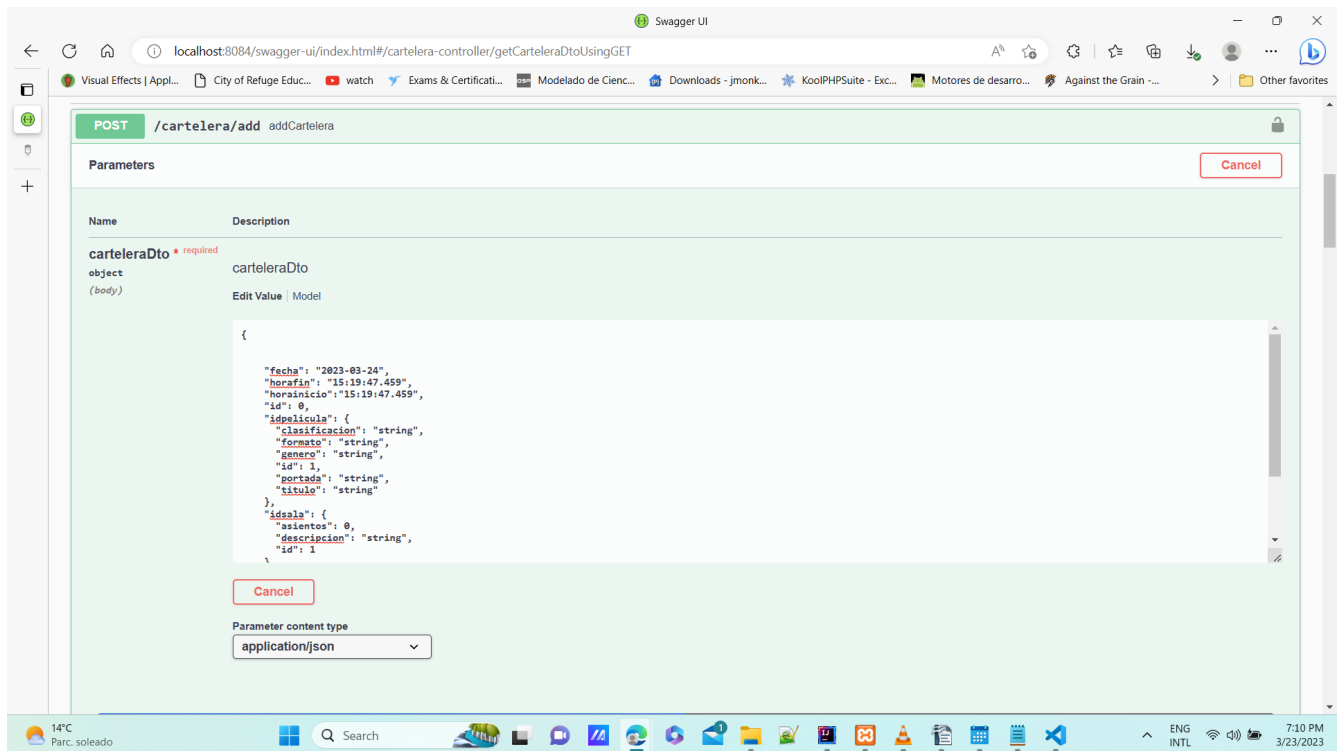 Swagger UI
localhost:8084/swagger-ui/index.html#/cartelera-controller/getCarteleraDtoUsingGET
Visual Effects | Appl...
City of Refuge Educ...
watch
Exams & Certificati...
Modelado de Cienc...
Downloads - jmonk...
KoolPHPSuite - Exc...
Motores de desarro...
Against the Grain -...
Other favorites
POST /cartelera/add addCartelera
Parameters
Cancel
Name Description
carteleraDto * required
object
(body)
carteleraDto
Edit Value | Model
{
"fecha": "2023-03-24",
"horafin": "15:19:47.459",
"horainicio":"15:19:47.459",
"id": 0,
"idpelicula": {
"clasificacion": "string",
"formato": "string",
"genero": "string",
"id": 1,
"portada": "string",
"titulo": "string"
},
"idsala": {
"asientos": 0,
"descripcion": "string",
"id": 1
}
Cancel
Parameter content type
application/json
14°C
Parc. soleado
Search
1
ENG
INTL
7:10 PM
3/23/2023